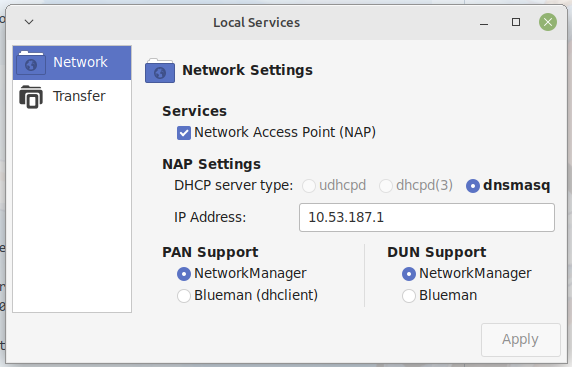 Local Services
Network
Transfer
Network Settings
Services
Network Access Point (NAP)
NAP Settings
DHCP server type: udhcpd dhcpd(3) dnsmasq
IP Address: 10.53.187.1
PAN Support
NetworkManager
Blueman (dhclient)
DUN Support
NetworkManager
Blueman
Apply